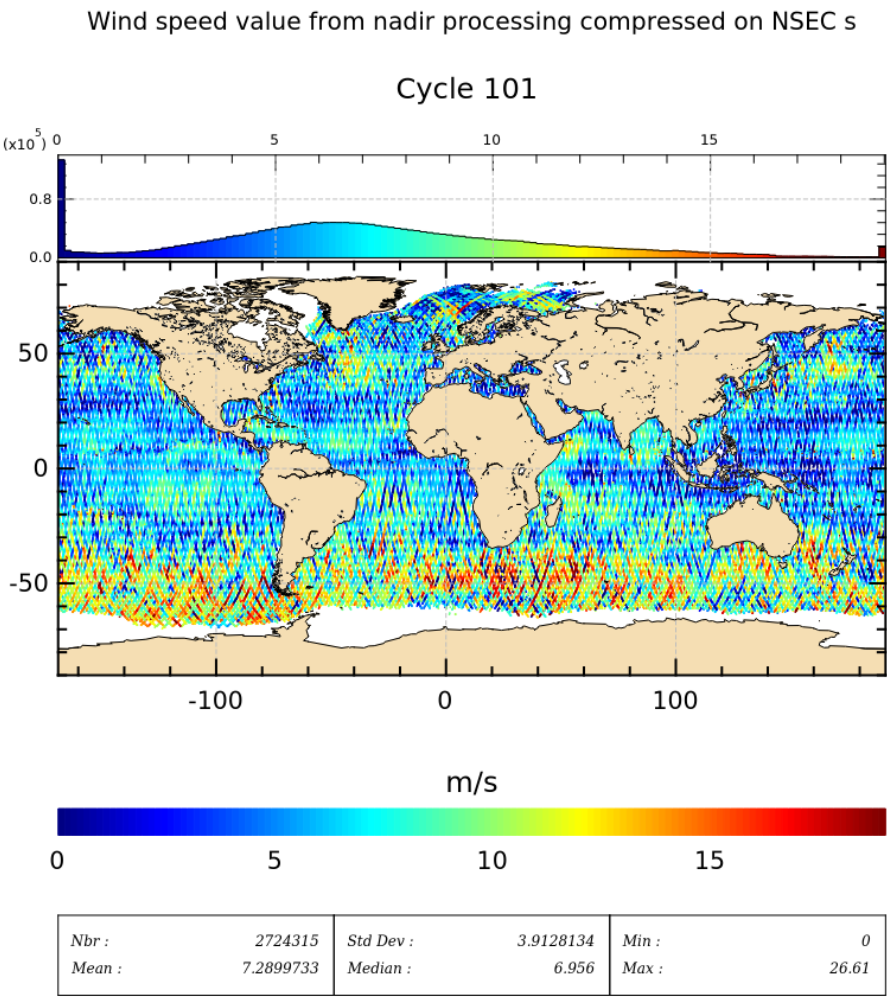 Wind speed value from nadir processing compressed on NSEC s
Cycle 101
(x10^5) 0 5 10 15
0.8
0.0
50
0
-50
-100 0 100
m/s
0 5 10 15
Nbr : 2724315 Std Dev : 3.9128134 Min : 0
Mean : 7.2899733 Median : 6.956 Max : 26.61